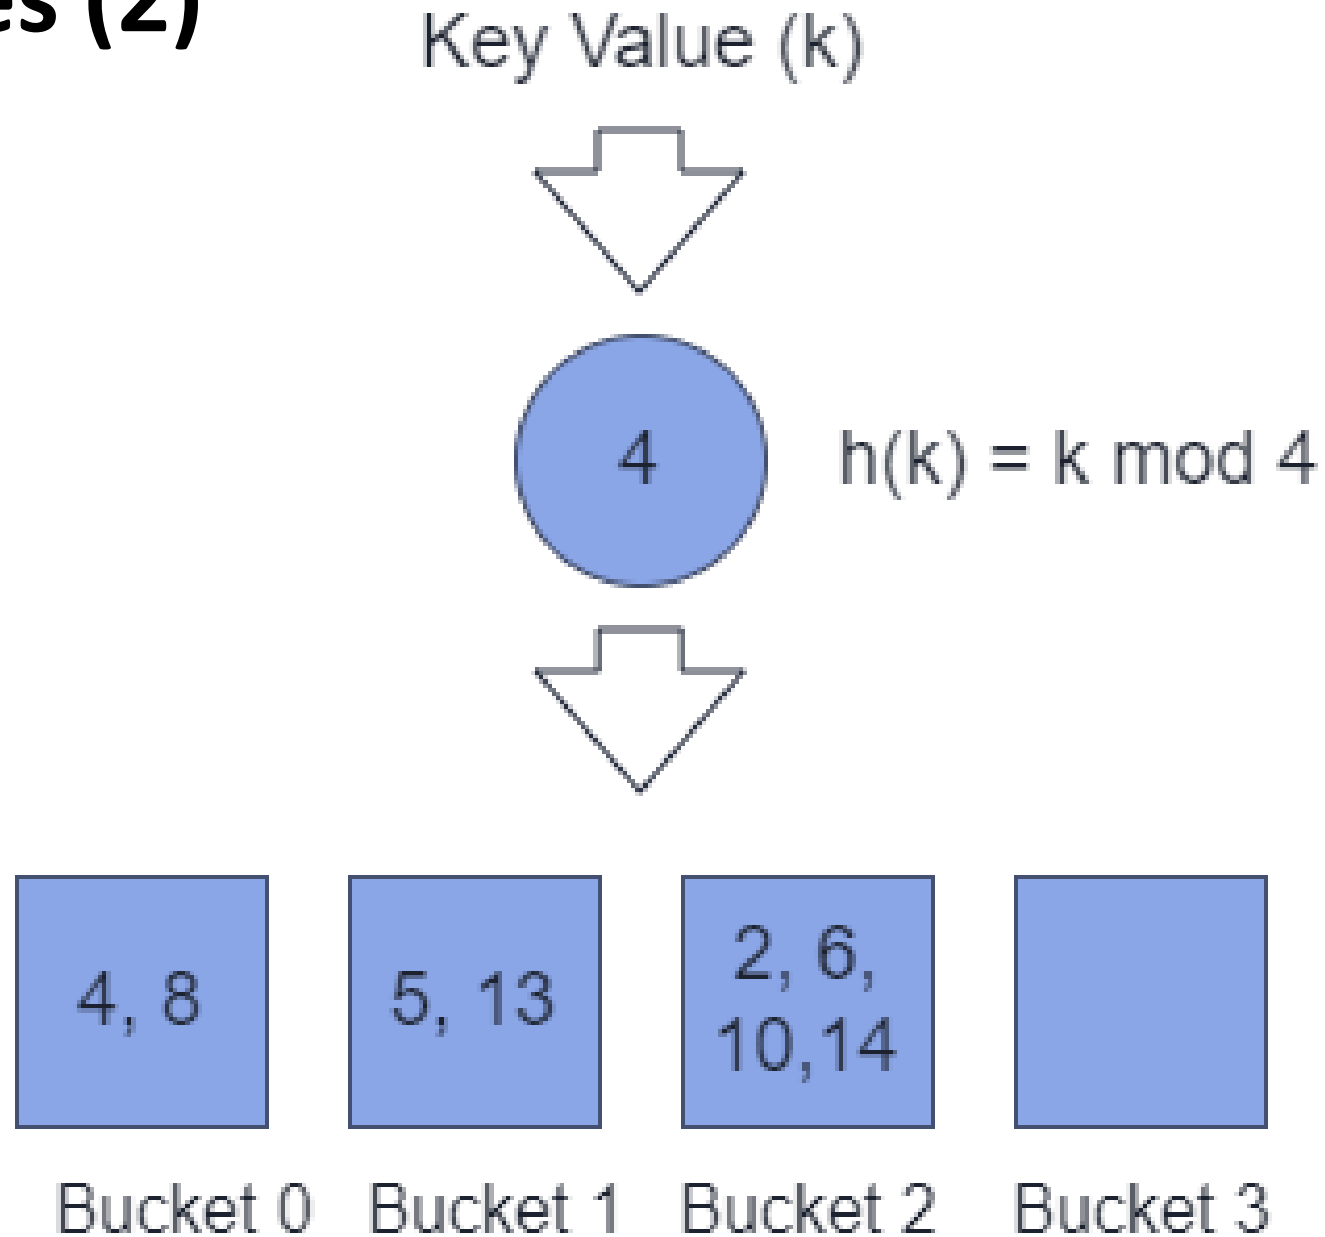 es (2)
Key Value (k)
4
h(k) = k mod 4
4, 8
5, 13
2, 6,
10,14
Bucket 0
Bucket 1
Bucket 2
Bucket 3